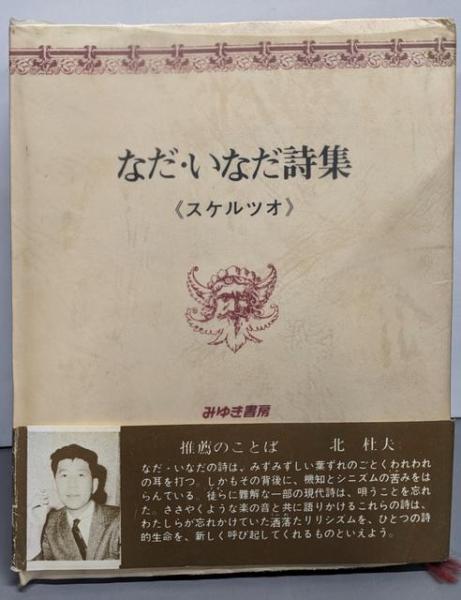 なだ・いなだ詩集
《スケルツオ》
みゆき書房
推薦のことば　　北 杜夫
なだ・いなだの詩は、みずみずしい葉ずれのごとくわれわれ
の耳を打つ。しかもその背後に、機知とシニズムの苦みをは
らんでいる。徒らに難解な一部の現代詩は、唄うことを忘れ
た。ささやくような楽の音と共に語りかけるこれらの詩は、
わたしらが忘れかけていた洒落たリリシズムを、ひとつの詩
的生命を、新しく呼び起してくれるものといえよう。